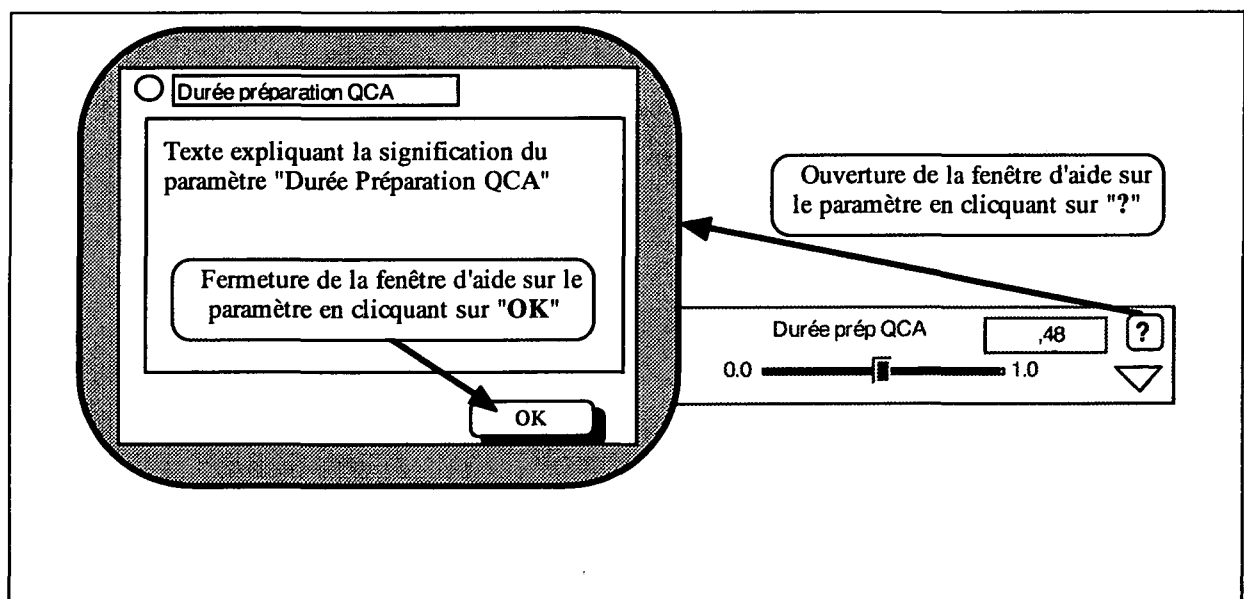 Durée préparation QCA
Texte expliquant la signification du
paramètre "Durée Préparation QCA"
Fermeture de la fenêtre d'aide sur le
paramètre en clicquant sur "OK"
OK
Ouverture de la fenêtre d'aide sur
le paramètre en clicquant sur "?"
Durée prép QCA
,48
?
0.0
1.0